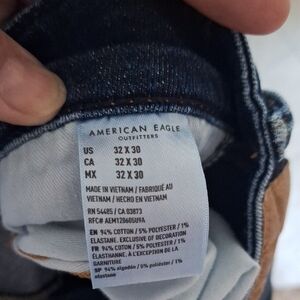 AMERICAN EAGLE
OUTFITTERS
US 32 X 30
CA 32 X 30
MX 32 X 30
MADE IN VIETNAM / FABRIQUÉ AU
VIETNAM / HECHO EN VIETNAM
RN 54485 / CA 03873
RFC# AEM120605UFA
EN 94% COTTON / 5% POLYESTER / 1%
ELASTANE. EXCLUSIVE OF DECORATION
FR 94% COTON / 5% POLYESTER / 1%
ÉLASTHANNE. À L'EXCEPTION DE LA
GARNITURE
SP 94% algodón / 5% poliéster / 1%
elastano